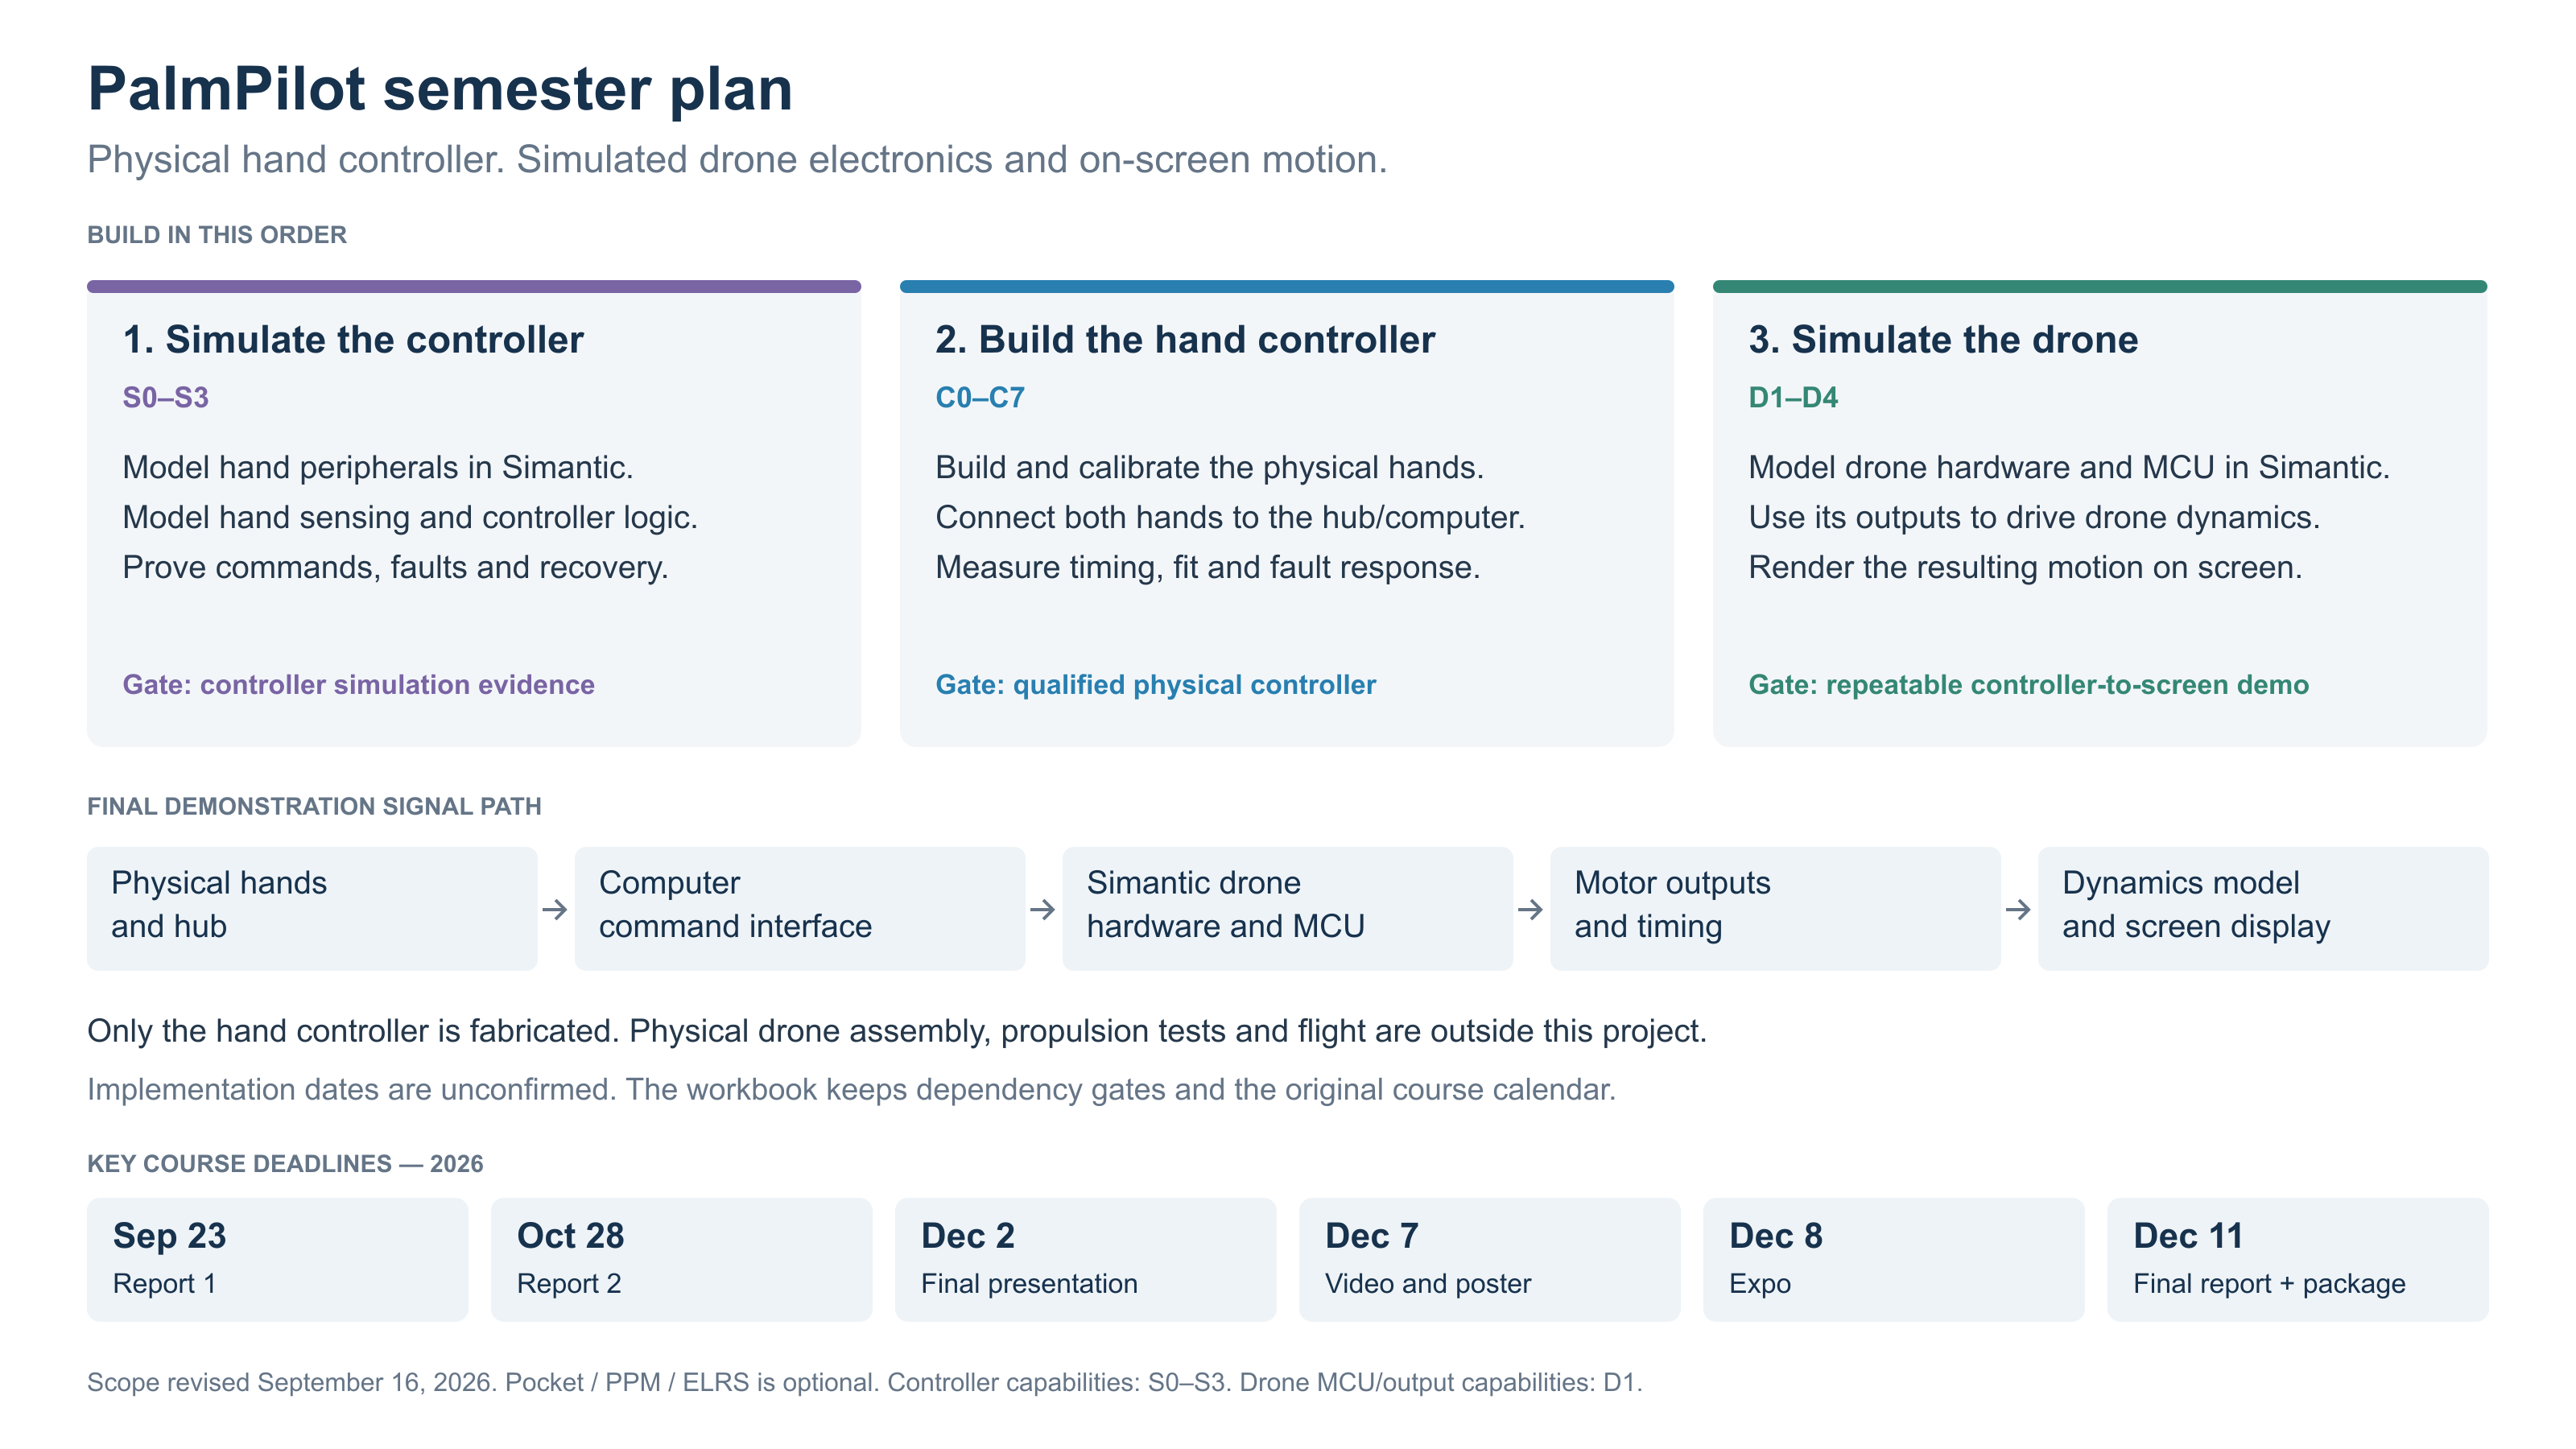 PalmPilot semester plan
Physical hand controller. Simulated drone electronics and on-screen motion.
BUILD IN THIS ORDER
1. Simulate the controller
S0–S3
Model hand peripherals in Simantic.
Model hand sensing and controller logic.
Prove commands, faults and recovery.
Gate: controller simulation evidence
2. Build the hand controller
C0–C7
Build and calibrate the physical hands.
Connect both hands to the hub/computer.
Measure timing, fit and fault response.
Gate: qualified physical controller
3. Simulate the drone
D1–D4
Model drone hardware and MCU in Simantic.
Use its outputs to drive drone dynamics.
Render the resulting motion on screen.
Gate: repeatable controller-to-screen demo
FINAL DEMONSTRATION SIGNAL PATH
Physical hands
and hub
→
Computer
command interface
→
Simantic drone
hardware and MCU
→
Motor outputs
and timing
→
Dynamics model
and screen display
Only the hand controller is fabricated. Physical drone assembly, propulsion tests and flight are outside this project.
Implementation dates are unconfirmed. The workbook keeps dependency gates and the original course calendar.
KEY COURSE DEADLINES — 2026
Sep 23
Report 1
Oct 28
Report 2
Dec 2
Final presentation
Dec 7
Video and poster
Dec 8
Expo
Dec 11
Final report + package
Scope revised September 16, 2026. Pocket / PPM / ELRS is optional. Controller capabilities: S0–S3. Drone MCU/output capabilities: D1.